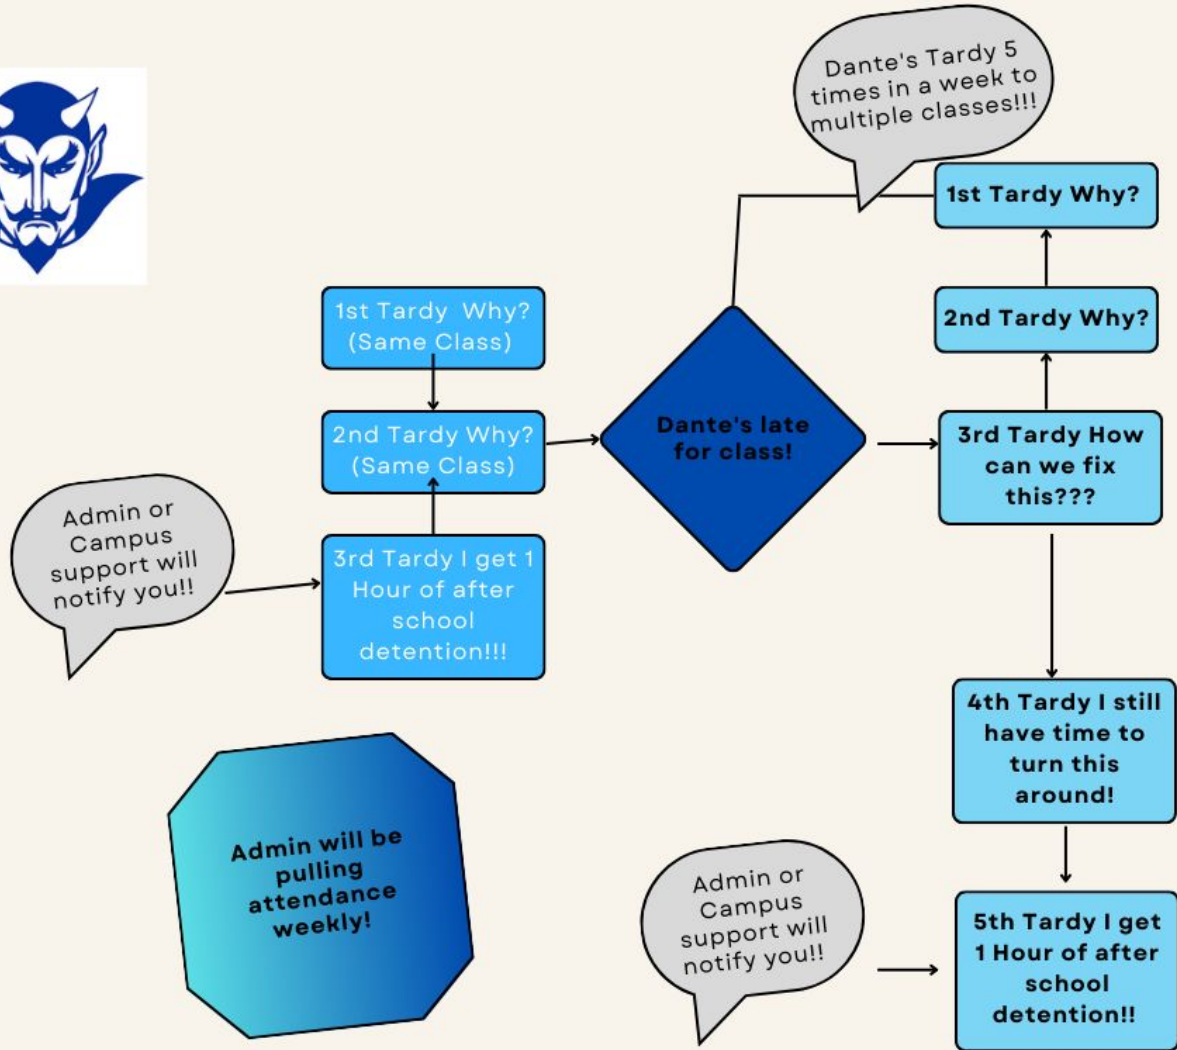 Dante's Tardy 5
times in a week to
multiple classes!!!
1st Tardy Why?
2nd Tardy Why?
1st Tardy  Why?
(Same Class)
2nd Tardy Why?
(Same Class)
Dante's late
for class!
3rd Tardy How
can we fix
this???
Admin or
Campus
support will
notify you!!
3rd Tardy I get 1
Hour of after
school
detention!!!
4th Tardy I still
have time to
turn this
around!
Admin will be
pulling
attendance
weekly!
Admin or
Campus
support will
notify you!!
5th Tardy I get
1 Hour of after
school
detention!!